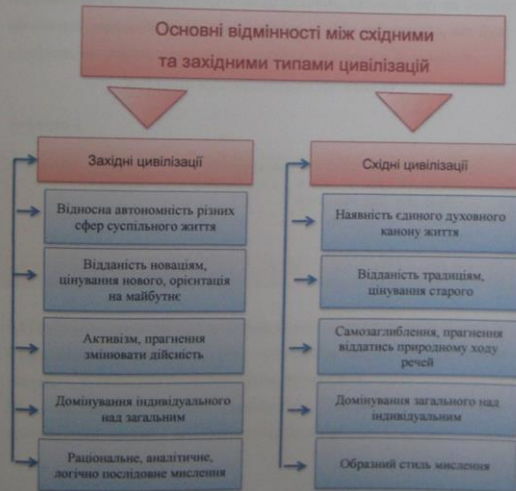 Основні відмінності між східними
та західними типами цивілізацій
Західні цивілізації
Відносна автономність різних
сфер суспільного життя
Відданість новаціям,
цінування нового, орієнтація
на майбутнє
Активізм, прагнення
змінювати дійсність
Домінування індивідуального
над загальним
Раціональне, аналітичне,
логічно послідовне мислення
Східні цивілізації
Наявність єдиного духовного
канону життя
Відданість традиціям,
цінування старого
Самозаглиблення, прагнення
віддатись природному ходу
речей
Домінування загального над
індивідуальним
Образний стиль мислення